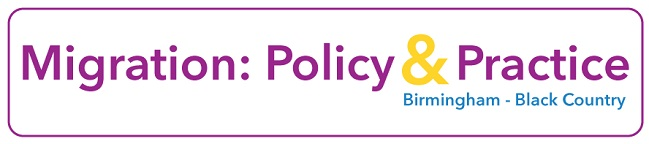 Migration: Policy & Practice
Birmingham - Black Country